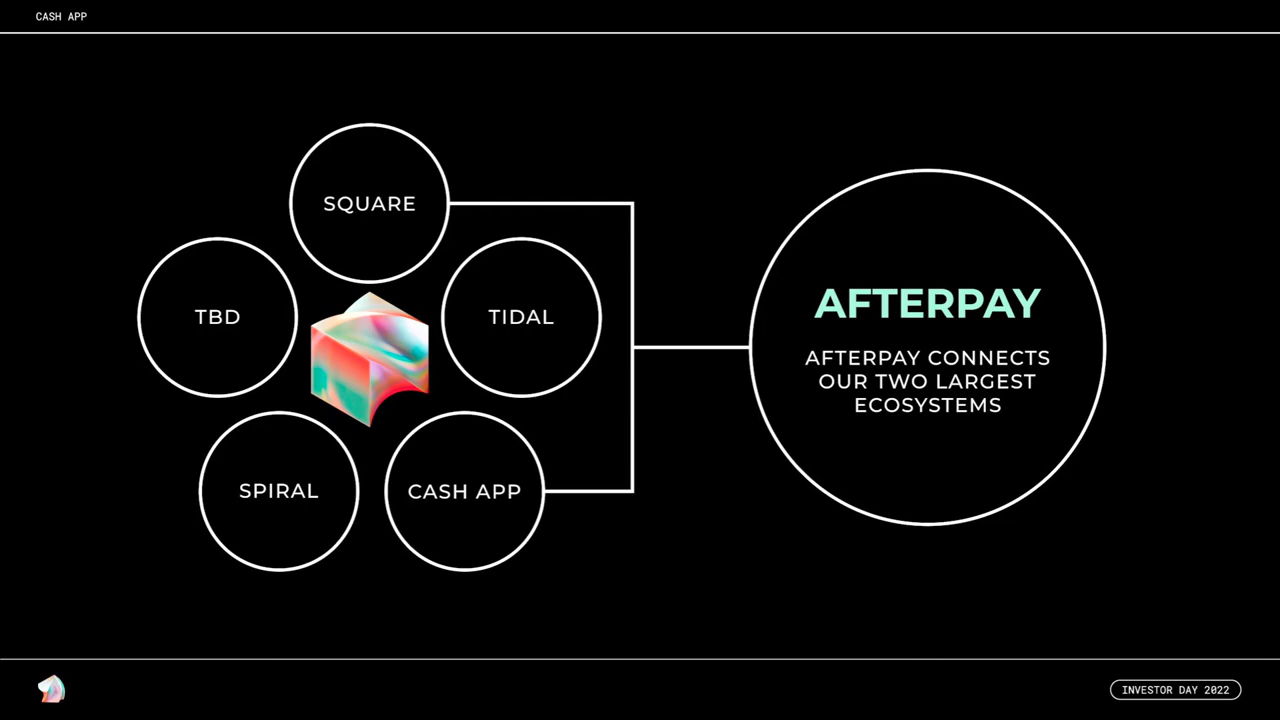 CASH APP
SQUARE
TBD
TIDAL
SPIRAL
CASH APP
AFTERPAY
AFTERPAY CONNECTS
OUR TWO LARGEST
ECOSYSTEMS
INVESTOR DAY 2022